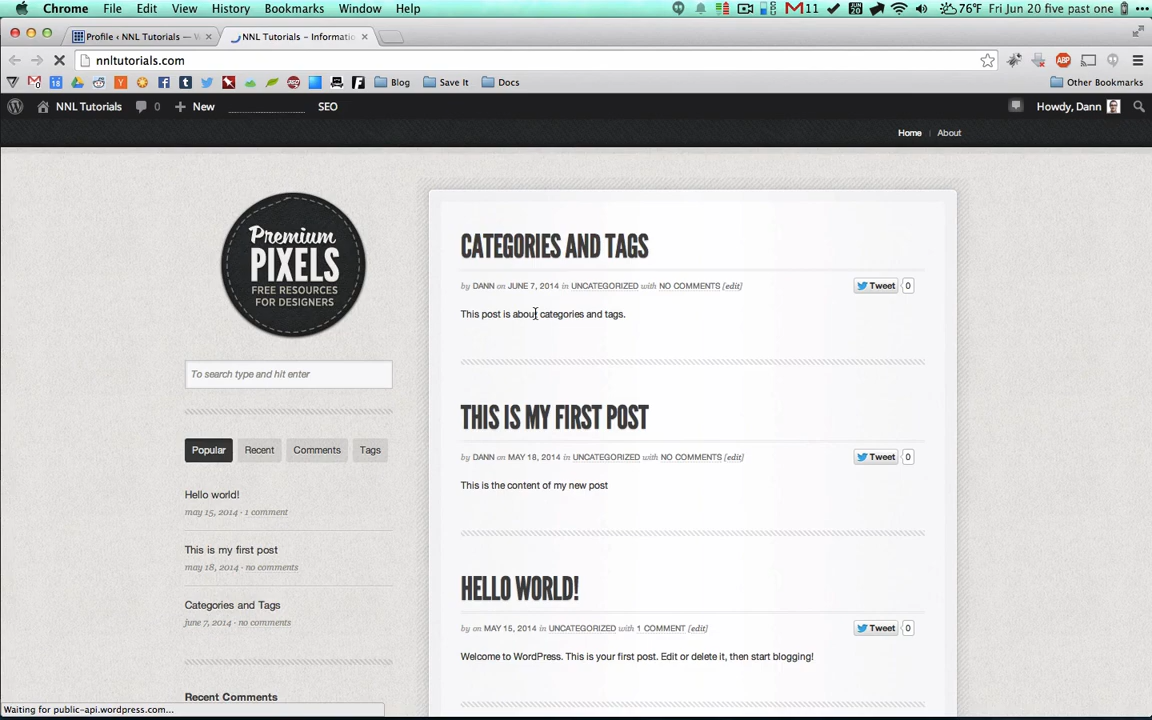 Chrome File Edit View History Bookmarks Window Help 11 JUN 20 76°F Fri Jun 20 five past one
Profile ‹ NNL Tutorials — W × NNL Tutorials – Informatio ×
nnltutorials.com
Blog Save It Docs Other Bookmarks
NNL Tutorials 0 New SEO Howdy, Dann
Home | About
Premium
PIXELS
FREE RESOURCES
FOR DESIGNERS
To search type and hit enter
Popular Recent Comments Tags
Hello world!
may 15, 2014 · 1 comment
This is my first post
may 18, 2014 · no comments
Categories and Tags
june 7, 2014 · no comments
Recent Comments
CATEGORIES AND TAGS
by DANN on JUNE 7, 2014 in UNCATEGORIZED with NO COMMENTS [edit] Tweet 0
This post is about categories and tags.
THIS IS MY FIRST POST
by DANN on MAY 18, 2014 in UNCATEGORIZED with NO COMMENTS [edit] Tweet 0
This is the content of my new post
HELLO WORLD!
by on MAY 15, 2014 in UNCATEGORIZED with 1 COMMENT [edit] Tweet 0
Welcome to WordPress. This is your first post. Edit or delete it, then start blogging!
Waiting for public-api.wordpress.com...